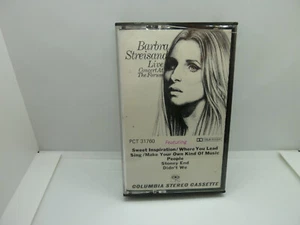 Barbra
Streisand
Live
Concert At
The Forum
PCT 31760
Featuring
Sweet Inspiration/Where You Lead
Sing/Make Your Own Kind Of Music
People
Stoney End
Didn't We
COLUMBIA STEREO CASSETTE